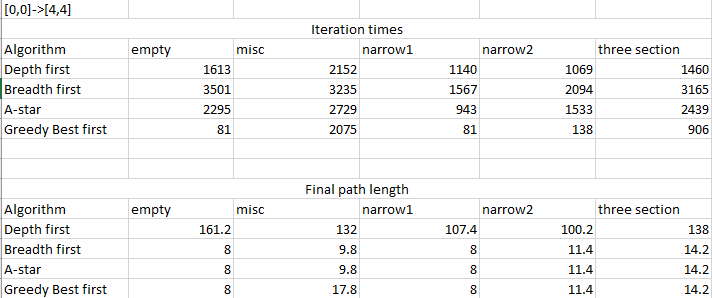 [0,0]->[4,4]
Iteration times
Algorithm empty misc narrow1 narrow2 three section
Depth first 1613 2152 1140 1069 1460
Breadth first 3501 3235 1567 2094 3165
A-star 2295 2729 943 1533 2439
Greedy Best first 81 2075 81 138 906
Final path length
Algorithm empty misc narrow1 narrow2 three section
Depth first 161.2 132 107.4 100.2 138
Breadth first 8 9.8 8 11.4 14.2
A-star 8 9.8 8 11.4 14.2
Greedy Best first 8 17.8 8 11.4 14.2